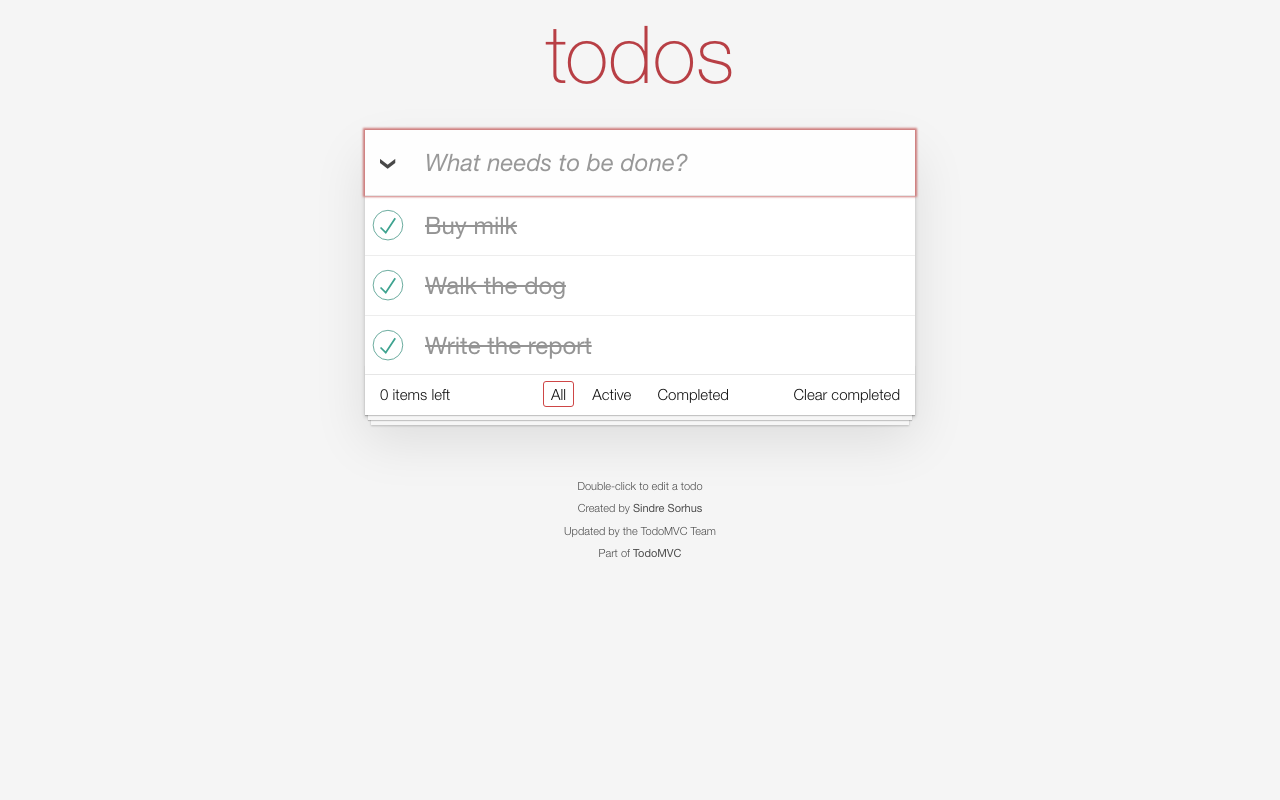 todos
What needs to be done?
Buy milk
Walk the dog
Write the report
0 items left All Active Completed Clear completed
Double-click to edit a todo
Created by Sindre Sorhus
Updated by the TodoMVC Team
Part of TodoMVC